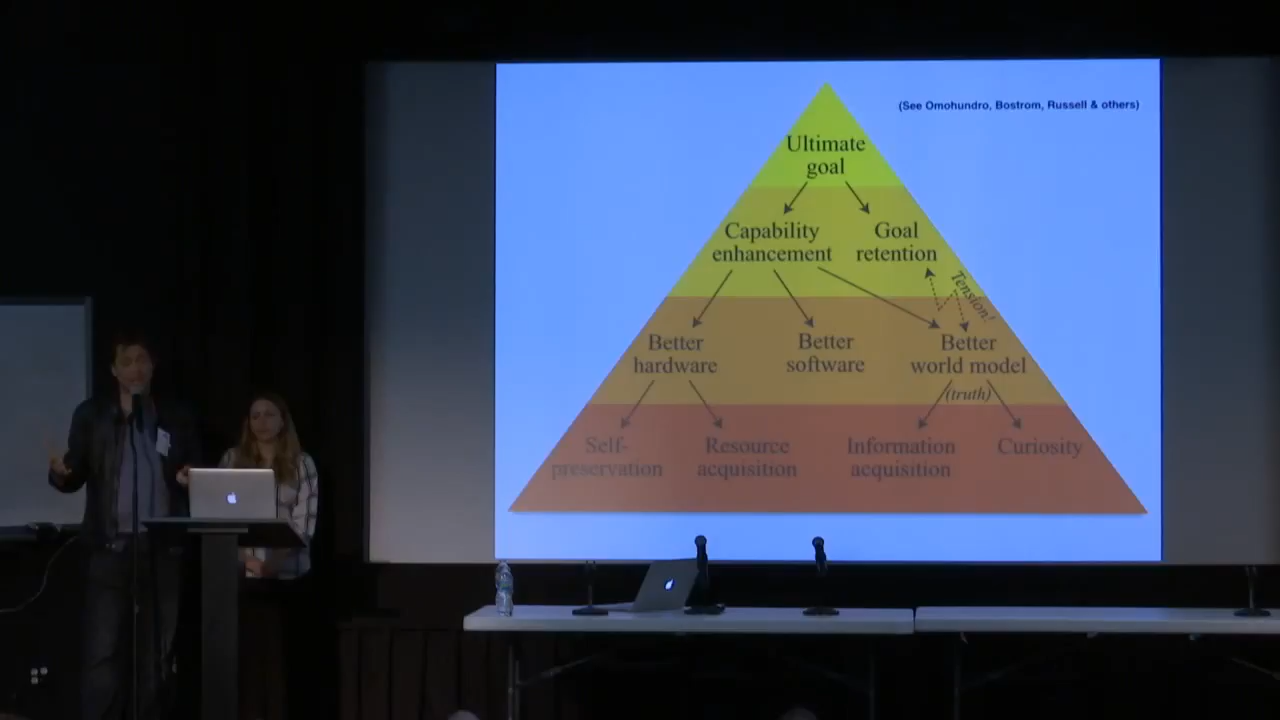 (See Omohundro, Bostrom, Russell & others)
Ultimate
goal
Capability
enhancement
Goal
retention
Tension!
Better
hardware
Better
software
Better
world model
(truth)
Self-
preservation
Resource
acquisition
Information
acquisition
Curiosity